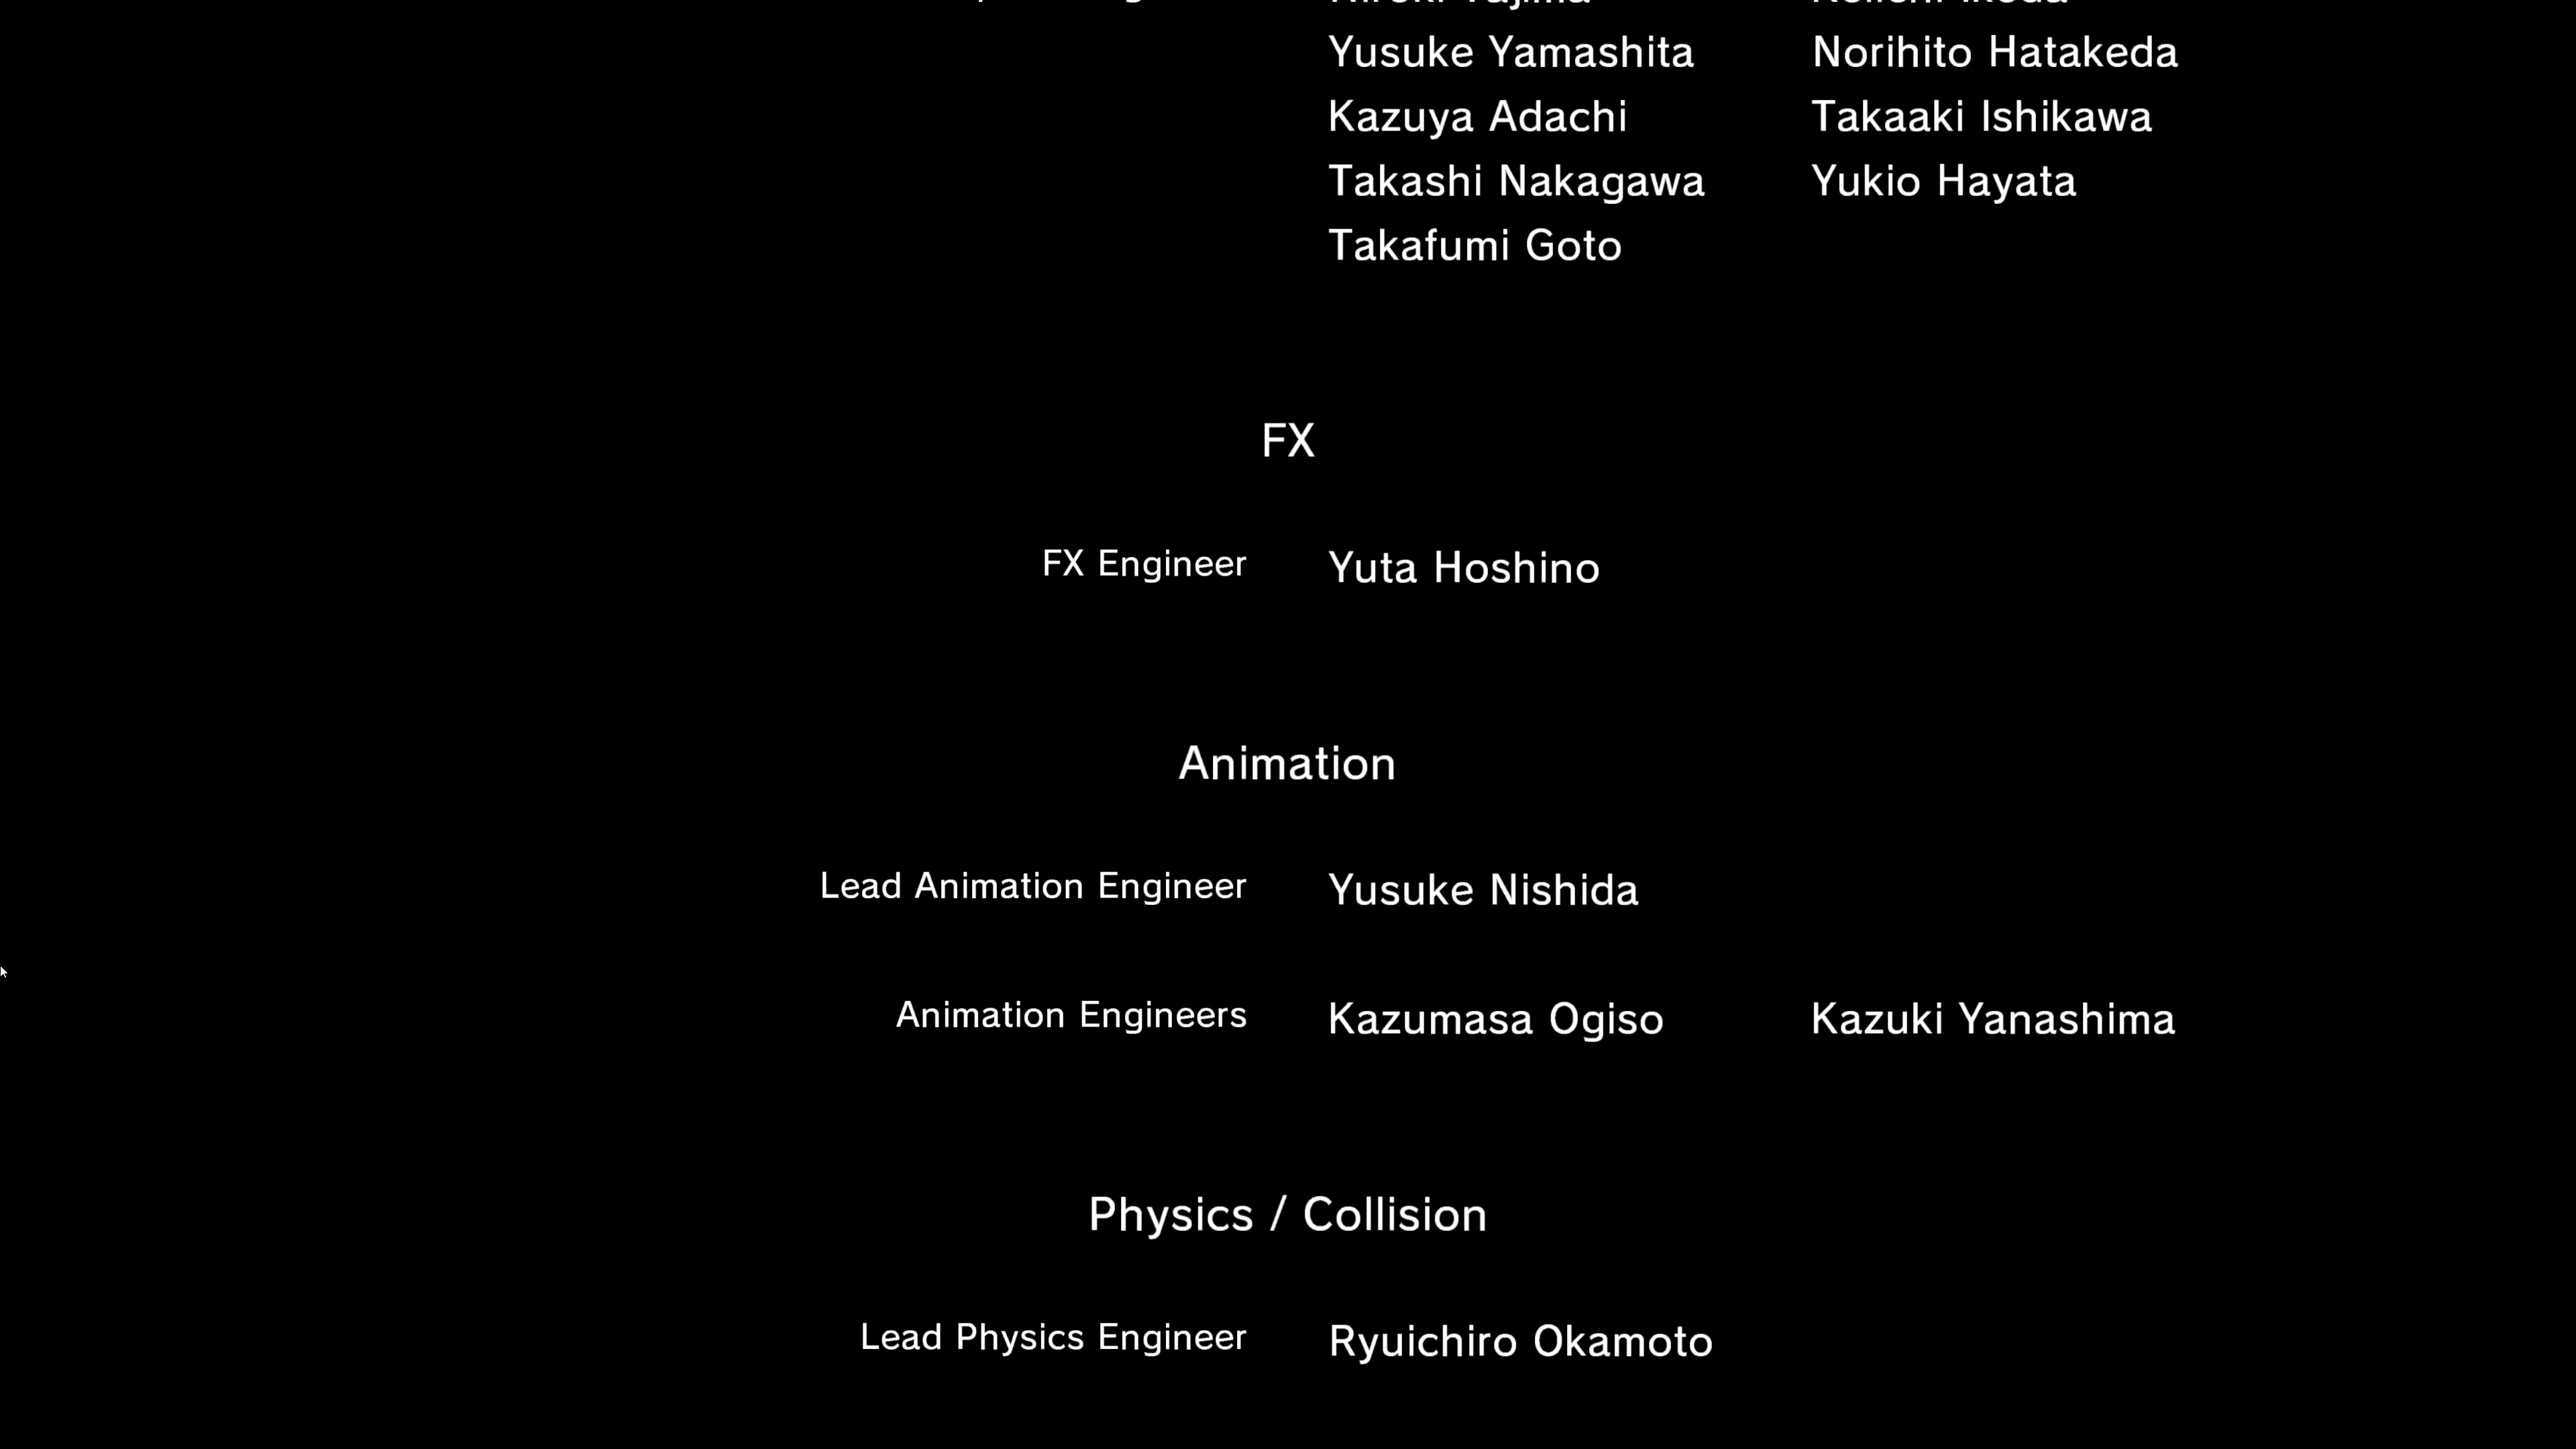 Yusuke Yamashita Norihito Hatakeda
Kazuya Adachi Takaaki Ishikawa
Takashi Nakagawa Yukio Hayata
Takafumi Goto
FX
FX Engineer Yuta Hoshino
Animation
Lead Animation Engineer Yusuke Nishida
Animation Engineers Kazumasa Ogiso Kazuki Yanashima
Physics / Collision
Lead Physics Engineer Ryuichiro Okamoto